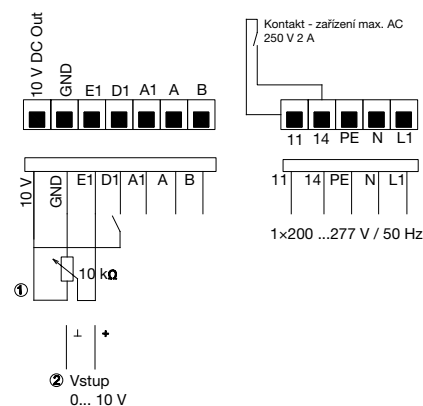 10 V DC Out
GND
E1 D1 A1 A B
Kontakt - zařízení max. AC
250 V 2 A
11 14 PE N L1
10 V
GND
E1 D1 A1 A B
11 14 PE N L1
1×200 ...277 V / 50 Hz
10 kΩ
①
⊥ +
② Vstup
0... 10 V